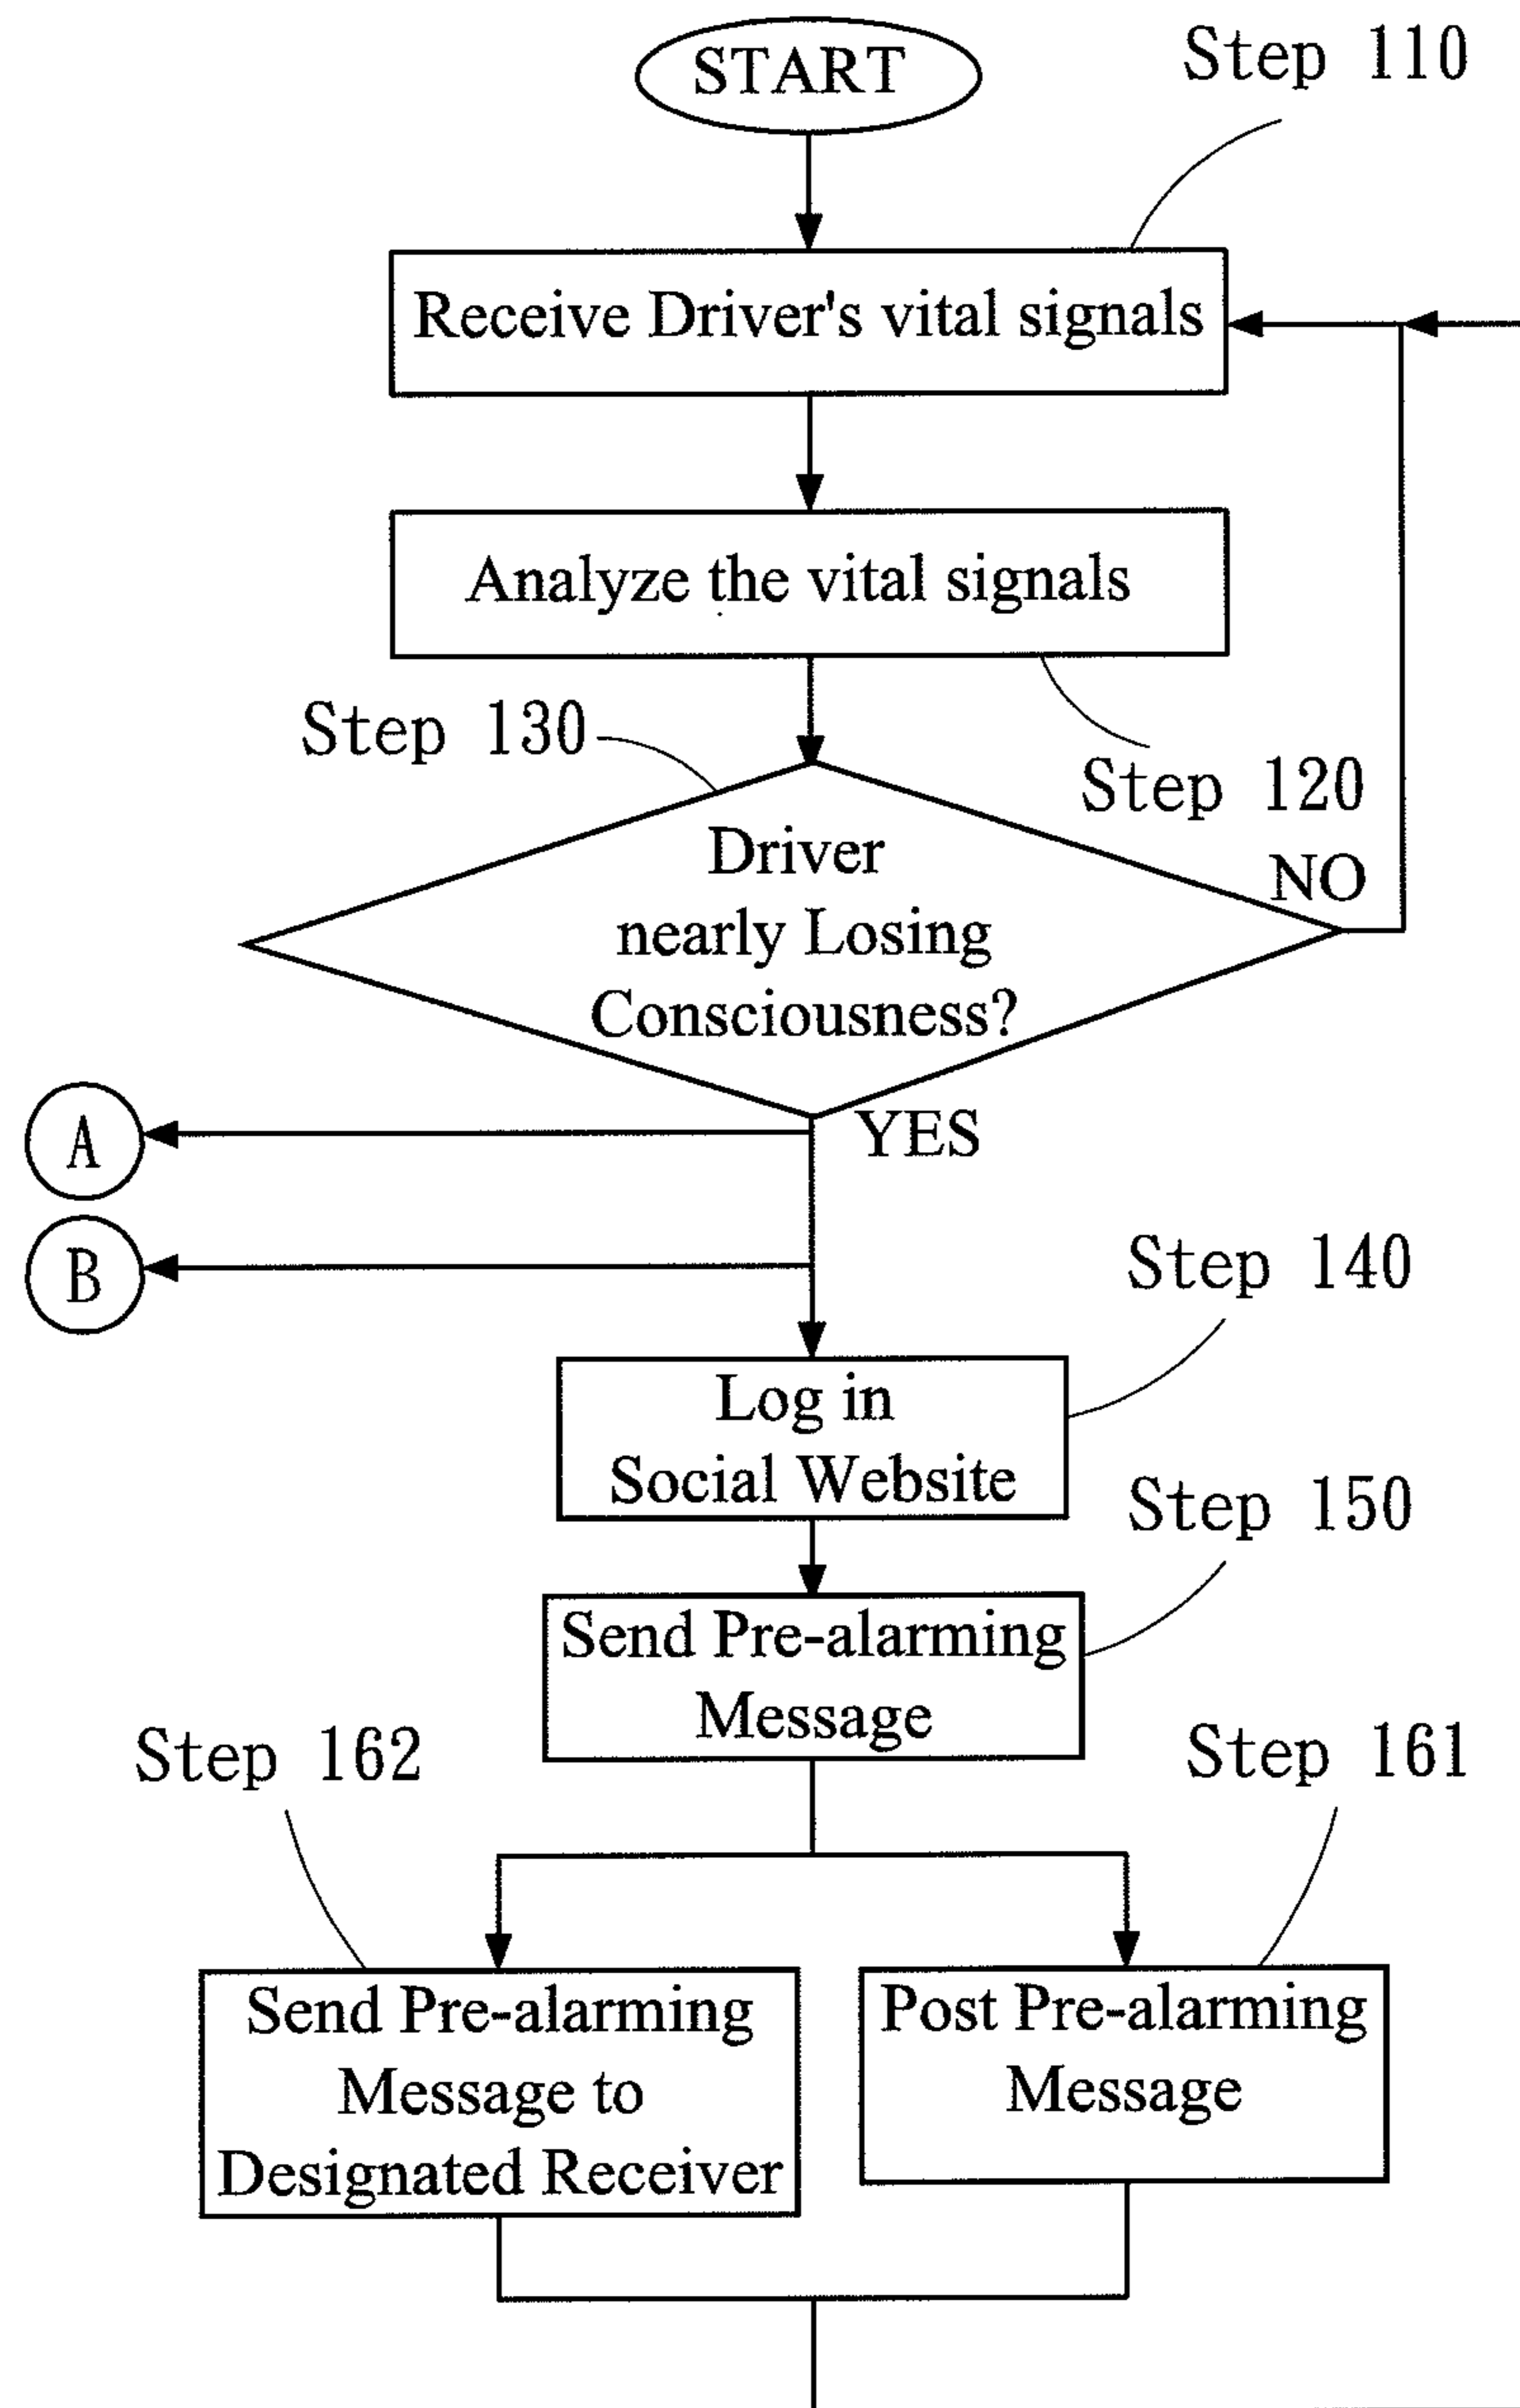 START
Step 110
Receive Driver's vital signals
Analyze the vital signals
Step 130
Step 120
Driver
nearly Losing
Consciousness?
NO
YES
A
B
Step 140
Log in
Social Website
Step 150
Send Pre-alarming
Message
Step 162
Step 161
Send Pre-alarming
Message to
Designated Receiver
Post Pre-alarming
Message